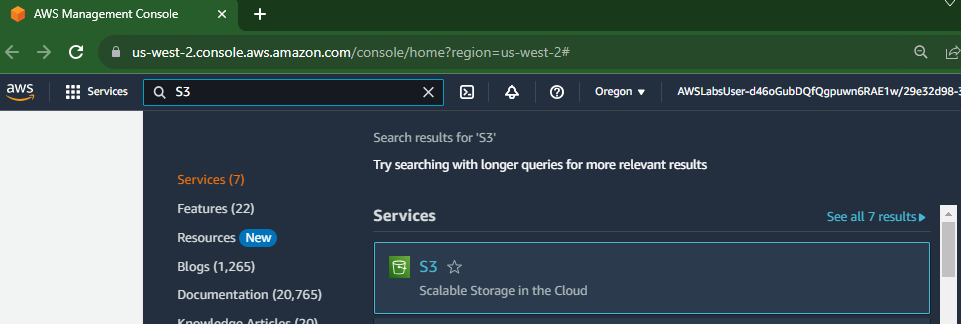 AWS Management Console
us-west-2.console.aws.amazon.com/console/home?region=us-west-2#
aws
Services
S3
Oregon
AWSLabsUser-d46oGubDQfQgpuwn6RAE1w/29e32d98-
Search results for 'S3'
Try searching with longer queries for more relevant results
Services (7)
Features (22)
Resources New
Blogs (1,265)
Documentation (20,765)
Knowledge Articles (20)
Services
See all 7 results
S3
Scalable Storage in the Cloud